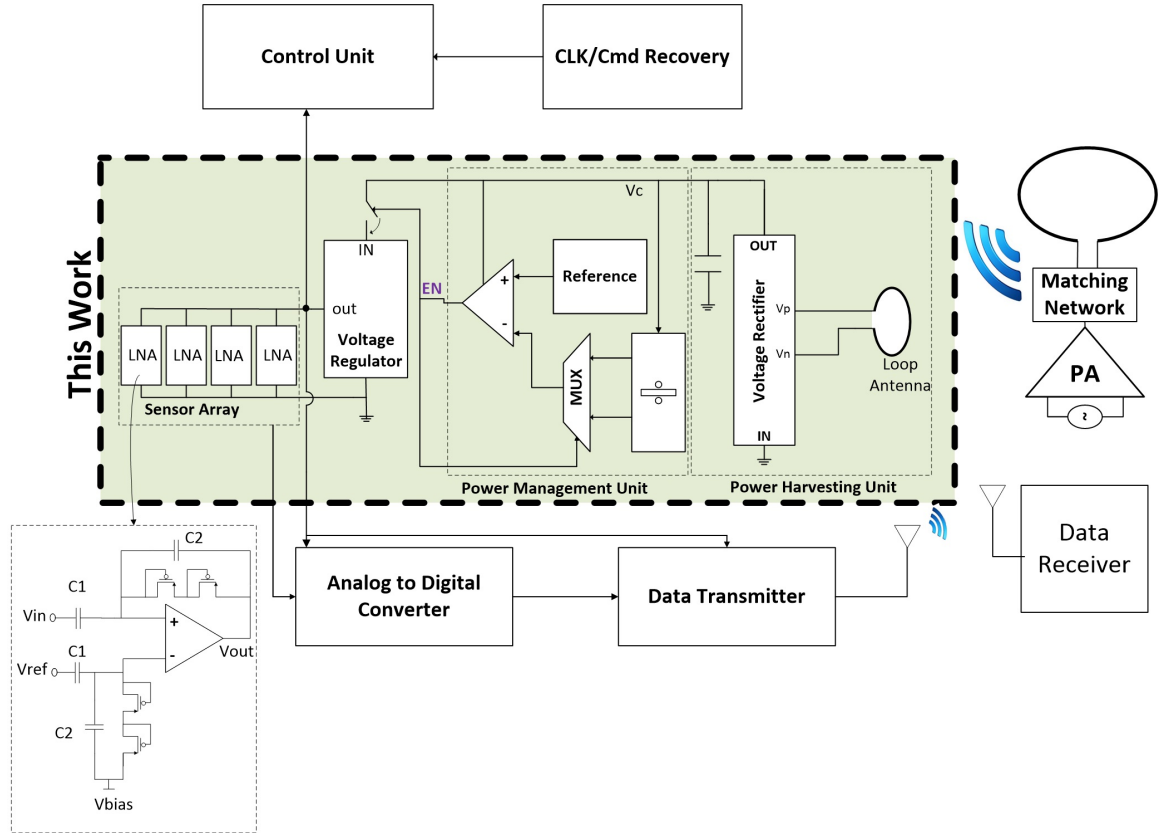 Control Unit
CLK/Cmd Recovery
This Work
Vc
IN
out
Voltage
Regulator
EN
+
-
Reference
MUX
÷
OUT
Voltage Rectifier
Vp
Vn
IN
Loop
Antenna
Matching
Network
PA
~
LNA
LNA
LNA
LNA
Sensor Array
Power Management Unit
Power Harvesting Unit
Analog to Digital
Converter
Data Transmitter
Data
Receiver
C2
C1
Vin
+
Vout
C1
-
Vref
C2
Vbias